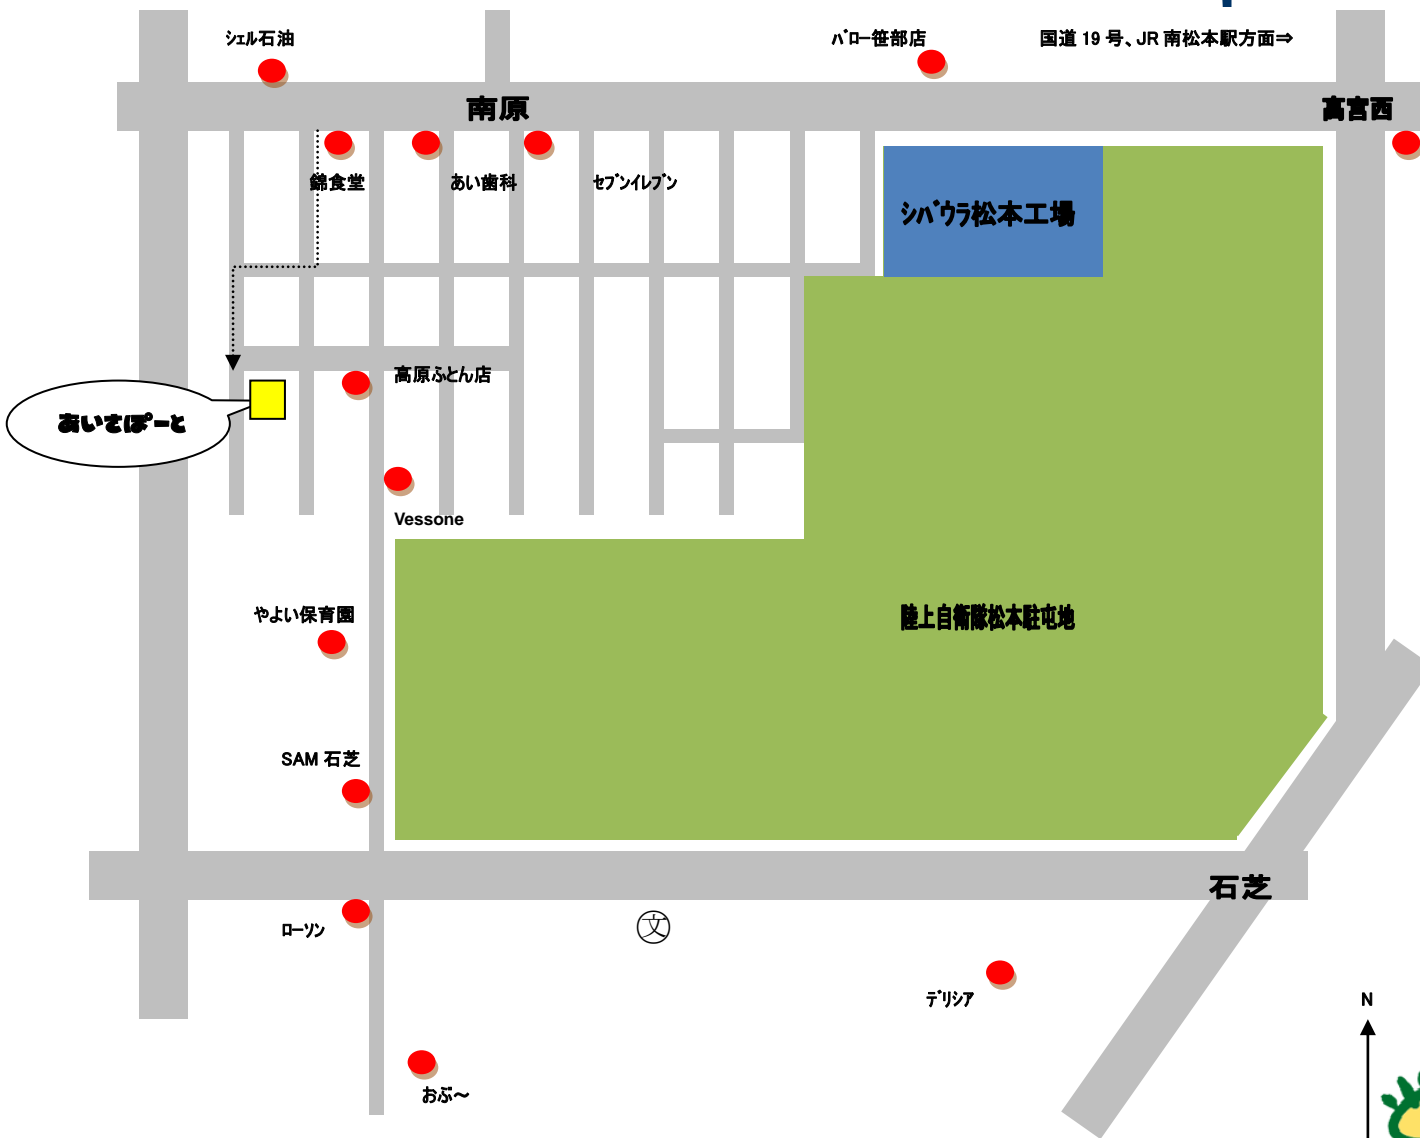 シェル石油
バロー笹部店
国道 19 号、JR 南松本駅方面⇒
南原
高宮西
錦食堂
あい歯科
セブンイレブン
シバウラ松本工場
高原ふとん店
あいさぽーと
Vessone
やよい保育園
陸上自衛隊松本駐屯地
SAM 石芝
石芝
ローソン
文
デリシア
N
おぶ～